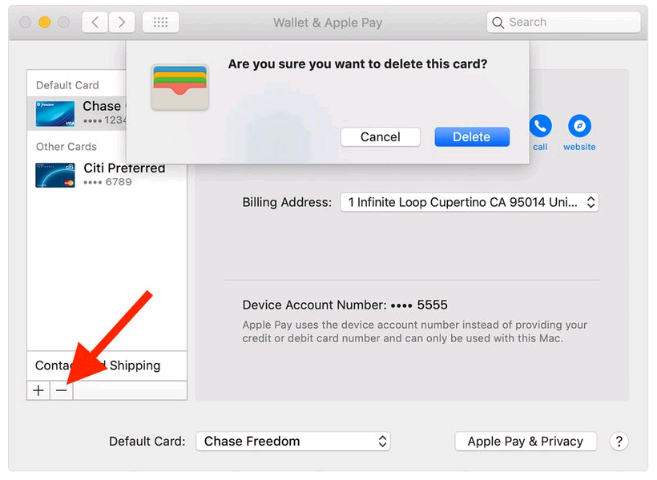 Wallet & Apple Pay
Search
Are you sure you want to delete this card?
Cancel
Delete
Default Card
Chase
•••• 1234
Other Cards
Citi Preferred
•••• 6789
call
website
Billing Address:
1 Infinite Loop Cupertino CA 95014 Uni...
Device Account Number: •••• 5555
Apple Pay uses the device account number instead of providing your
credit or debit card number and can only be used with this Mac.
Shipping
+ −
Default Card:
Chase Freedom
Apple Pay & Privacy
?